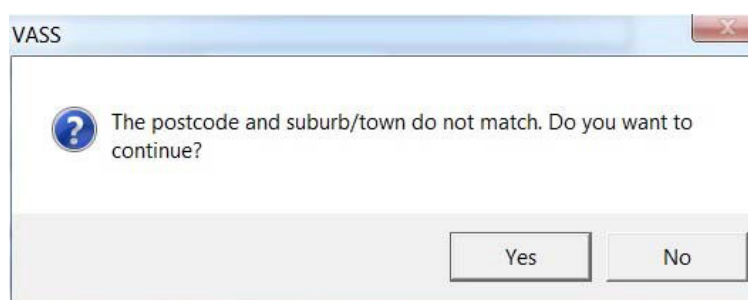 VASS
The postcode and suburb/town do not match. Do you want to
continue?
Yes No